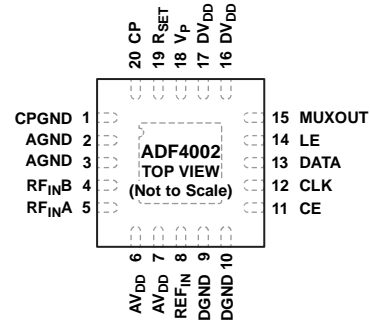 20 CP
19 RSET
18 VP
17 DVDD
16 DVDD
CPGND 1
AGND 2
AGND 3
RFINB 4
RFINA 5
ADF4002
TOP VIEW
(Not to Scale)
15 MUXOUT
14 LE
13 DATA
12 CLK
11 CE
AVDD 6
AVDD 7
REFIN 8
DGND 9
DGND 10